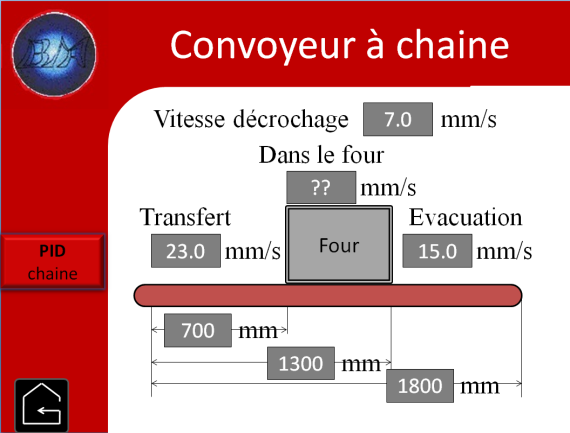 BA
Convoyeur à chaine
Vitesse décrochage 7.0 mm/s
Dans le four
?? mm/s
Transfert
Evacuation
23.0 mm/s
Four
15.0 mm/s
PID
chaine
700 mm
1300 mm
1800 mm